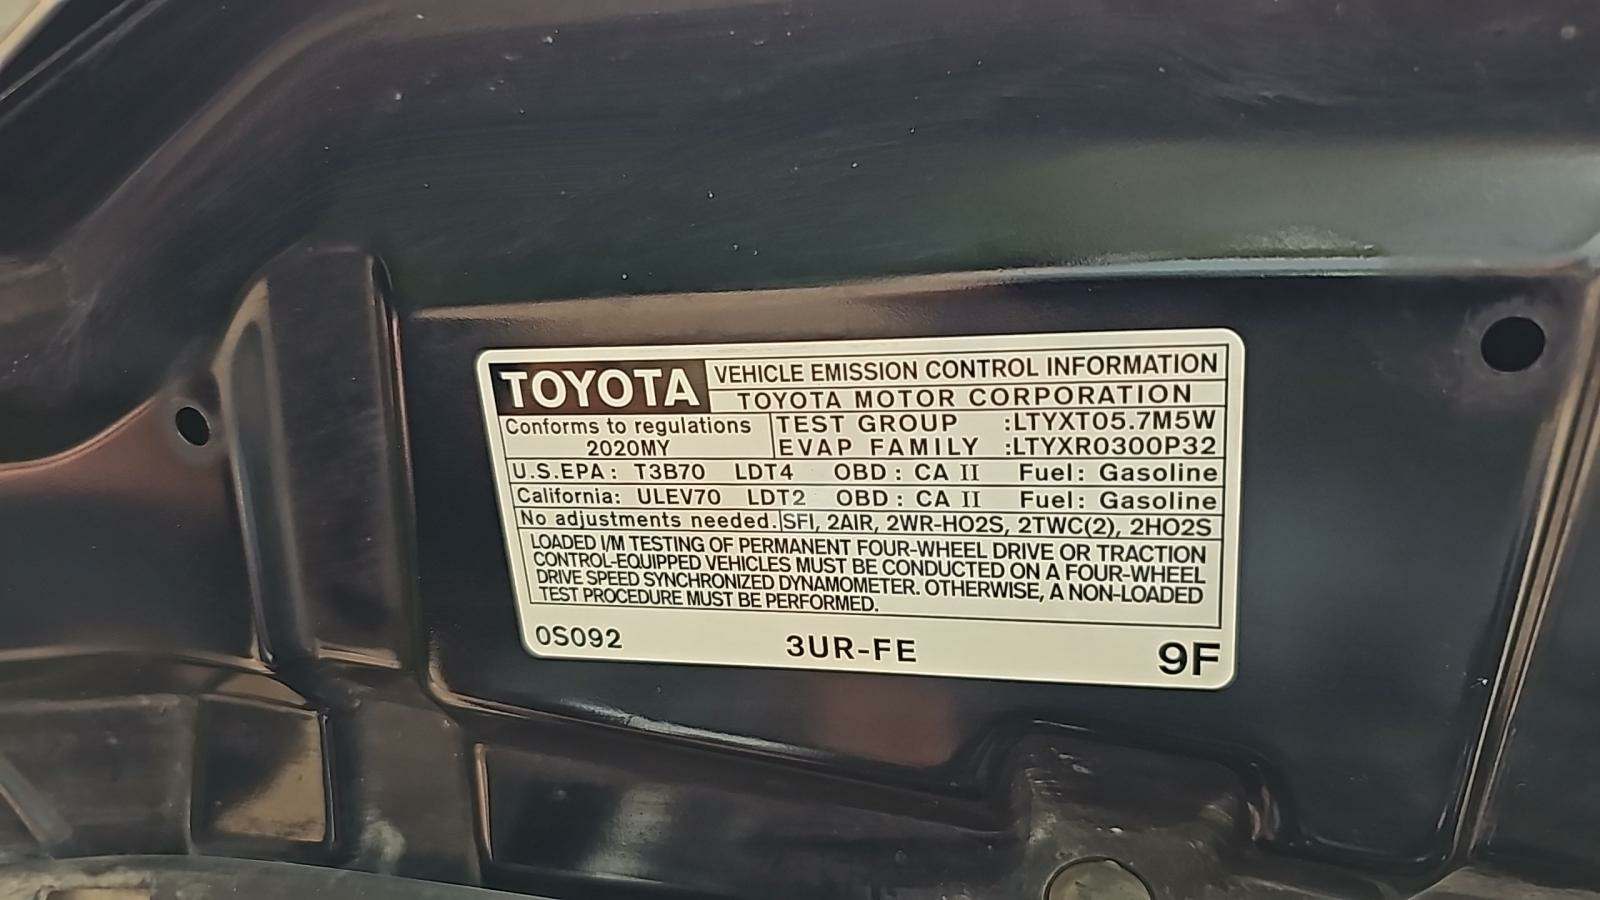 TOYOTA VEHICLE EMISSION CONTROL INFORMATION
TOYOTA MOTOR CORPORATION
Conforms to regulations
2020MY
TEST GROUP :LTYXT05.7M5W
EVAP FAMILY :LTYXR0300P32
U.S.EPA: T3B70 LDT4 OBD: CA II Fuel: Gasoline
California: ULEV70 LDT2 OBD: CA II Fuel: Gasoline
No adjustments needed. SFI, 2AIR, 2WR-HO2S, 2TWC(2), 2HO2S
LOADED I/M TESTING OF PERMANENT FOUR-WHEEL DRIVE OR TRACTION
CONTROL-EQUIPPED VEHICLES MUST BE CONDUCTED ON A FOUR-WHEEL
DRIVE SPEED SYNCHRONIZED DYNAMOMETER. OTHERWISE, A NON-LOADED
TEST PROCEDURE MUST BE PERFORMED.
0S092 3UR-FE 9F